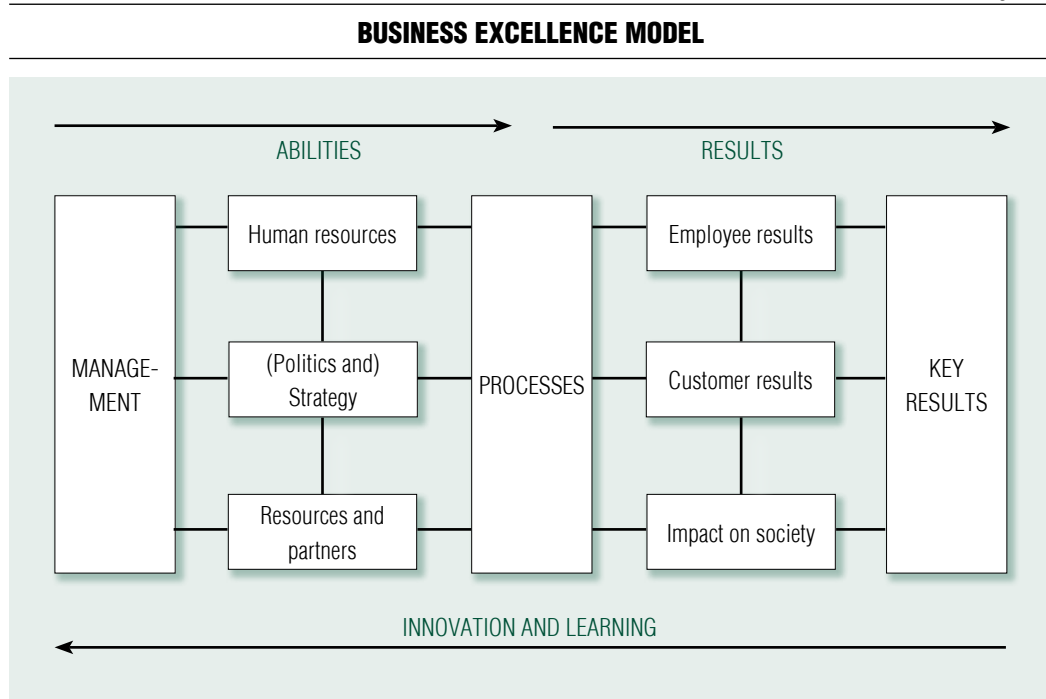 BUSINESS EXCELLENCE MODEL
ABILITIES
RESULTS
MANAGE-
MENT
Human resources
(Politics and)
Strategy
Resources and
partners
PROCESSES
Employee results
Customer results
Impact on society
KEY
RESULTS
INNOVATION AND LEARNING